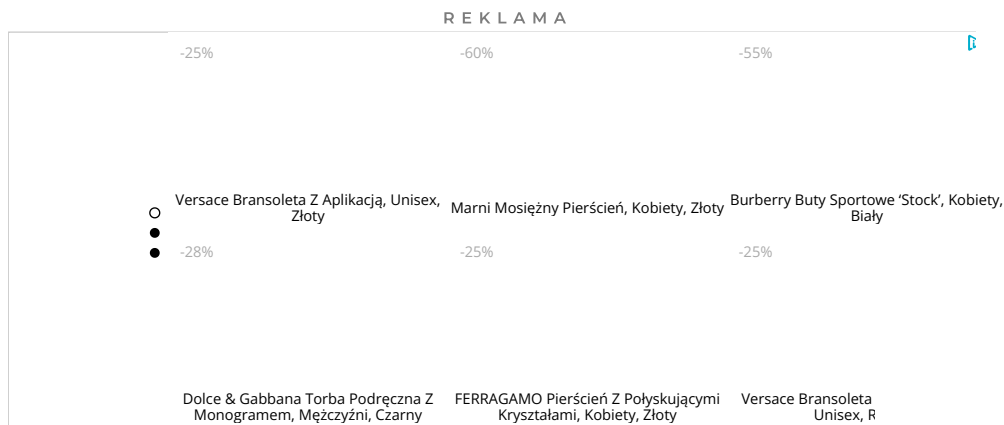 REKLAMA
-25%
-60%
-55%
Versace Bransoleta Z Aplikacją, Unisex,
Złoty
Marni Mosiężny Pierścień, Kobiety, Złoty
Burberry Buty Sportowe ‘Stock’, Kobiety,
Biały
-28%
-25%
-25%
Dolce & Gabbana Torba Podręczna Z
Monogramem, Mężczyźni, Czarny
FERRAGAMO Pierścień Z Połyskującymi
Kryształami, Kobiety, Złoty
Versace Bransoleta
Unisex,